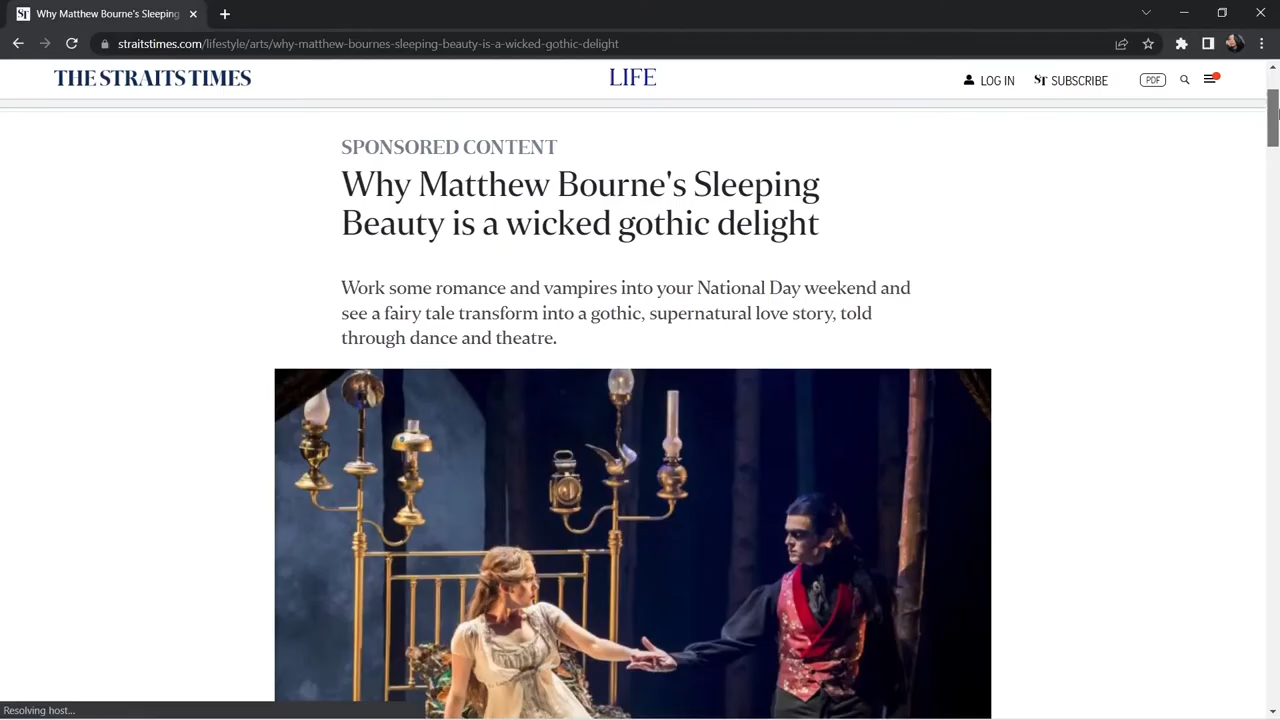 Why Matthew Bourne's Sleeping
straitstimes.com/lifestyle/arts/why-matthew-bournes-sleeping-beauty-is-a-wicked-gothic-delight
THE STRAITS TIMES
LIFE
LOG IN
ST SUBSCRIBE
PDF
SPONSORED CONTENT
Why Matthew Bourne's Sleeping
Beauty is a wicked gothic delight
Work some romance and vampires into your National Day weekend and
see a fairy tale transform into a gothic, supernatural love story, told
through dance and theatre.
Resolving host...